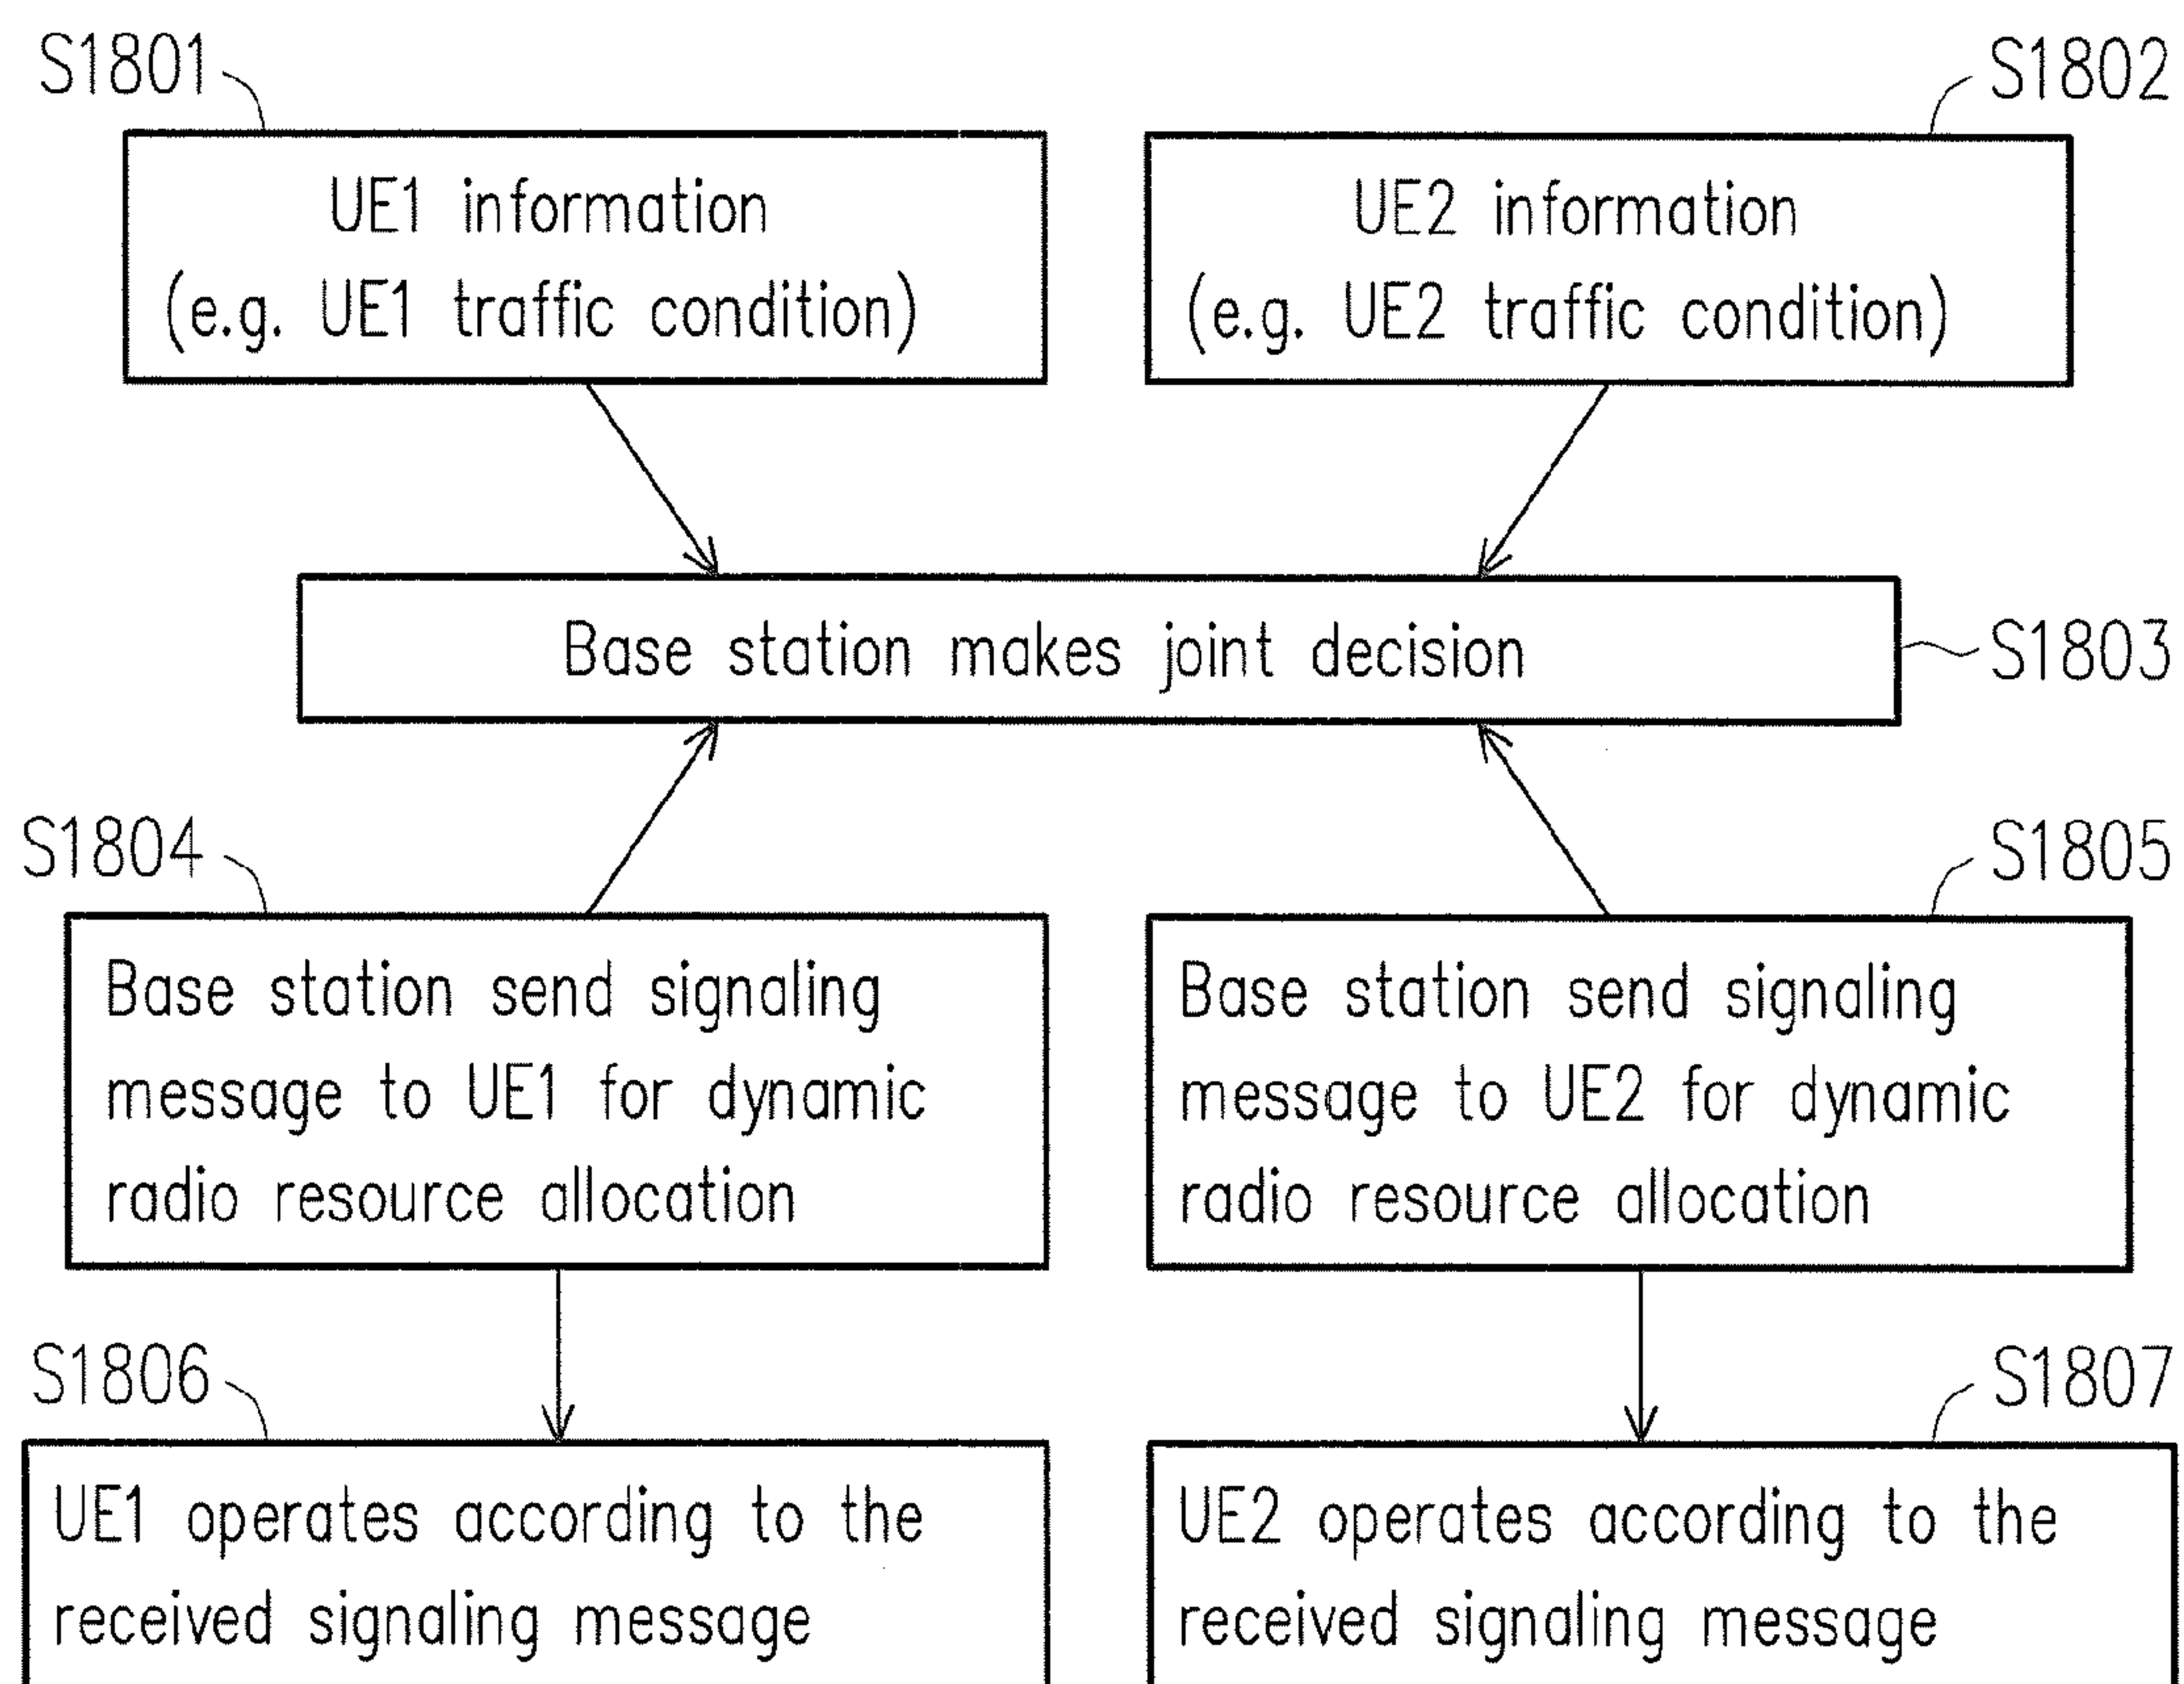 S1801
S1802
UE1 information
(e.g. UE1 traffic condition)
UE2 information
(e.g. UE2 traffic condition)
Base station makes joint decision
S1803
S1804
S1805
Base station send signaling
message to UE1 for dynamic
radio resource allocation
Base station send signaling
message to UE2 for dynamic
radio resource allocation
S1806
S1807
UE1 operates according to the
received signaling message
UE2 operates according to the
received signaling message